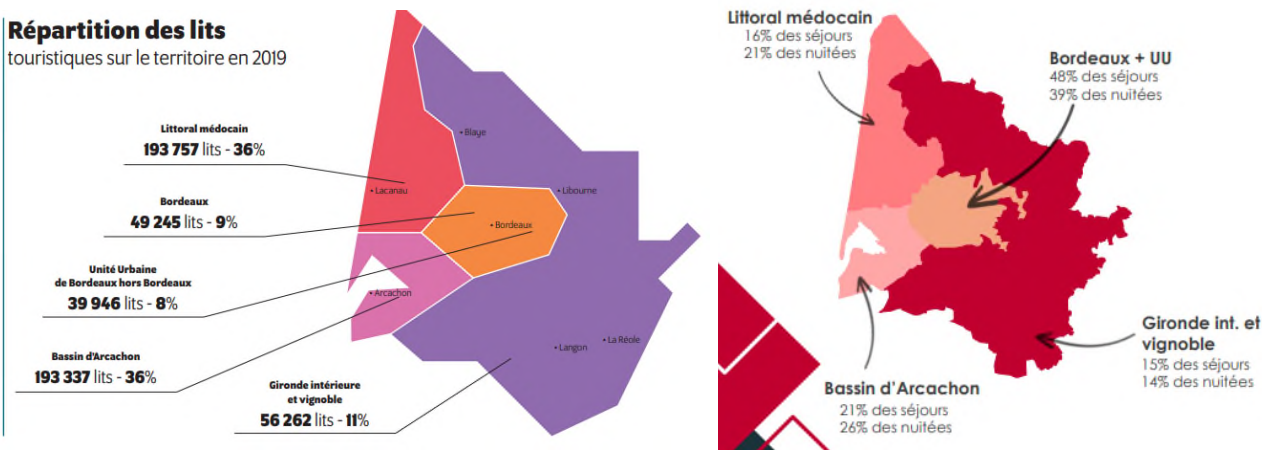 Répartition des lits
touristiques sur le territoire en 2019
Littoral médocain
193 757 lits - 36%
Bordeaux
49 245 lits - 9%
Unité Urbaine
de Bordeaux hors Bordeaux
39 946 lits - 8%
Bassin d'Arcachon
193 337 lits - 36%
Gironde intérieure
et vignoble
56 262 lits - 11%
• Blaye
• Lacanau
• Libourne
• Bordeaux
• Arcachon
• Langon
• La Réole
Littoral médocain
16% des séjours
21% des nuitées
Bordeaux + UU
48% des séjours
39% des nuitées
Gironde int. et
vignoble
15% des séjours
14% des nuitées
Bassin d'Arcachon
21% des séjours
26% des nuitées